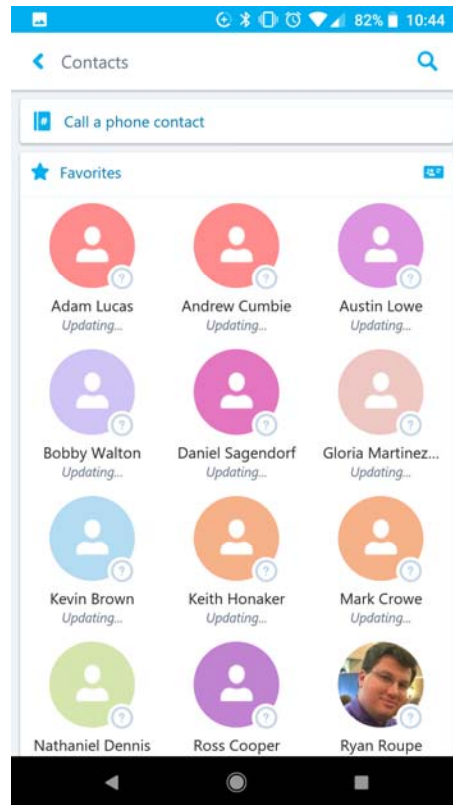 82% 10:44
Contacts
Call a phone contact
Favorites
Adam Lucas Andrew Cumbie Austin Lowe
Updating... Updating... Updating...
Bobby Walton Daniel Sagendorf Gloria Martinez...
Updating... Updating... Updating...
Kevin Brown Keith Honaker Mark Crowe
Updating... Updating... Updating...
Nathaniel Dennis Ross Cooper Ryan Roupe